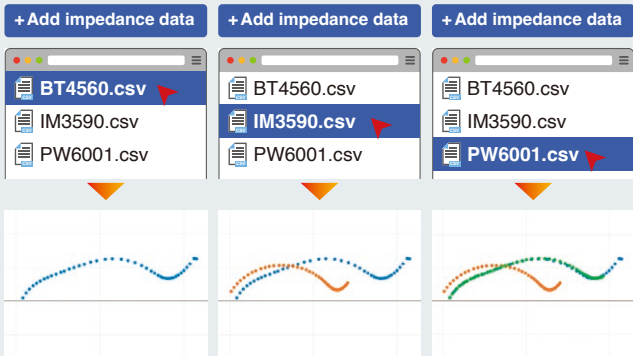 + Add impedance data
BT4560.csv
IM3590.csv
PW6001.csv
+ Add impedance data
BT4560.csv
IM3590.csv
PW6001.csv
+ Add impedance data
BT4560.csv
IM3590.csv
PW6001.csv